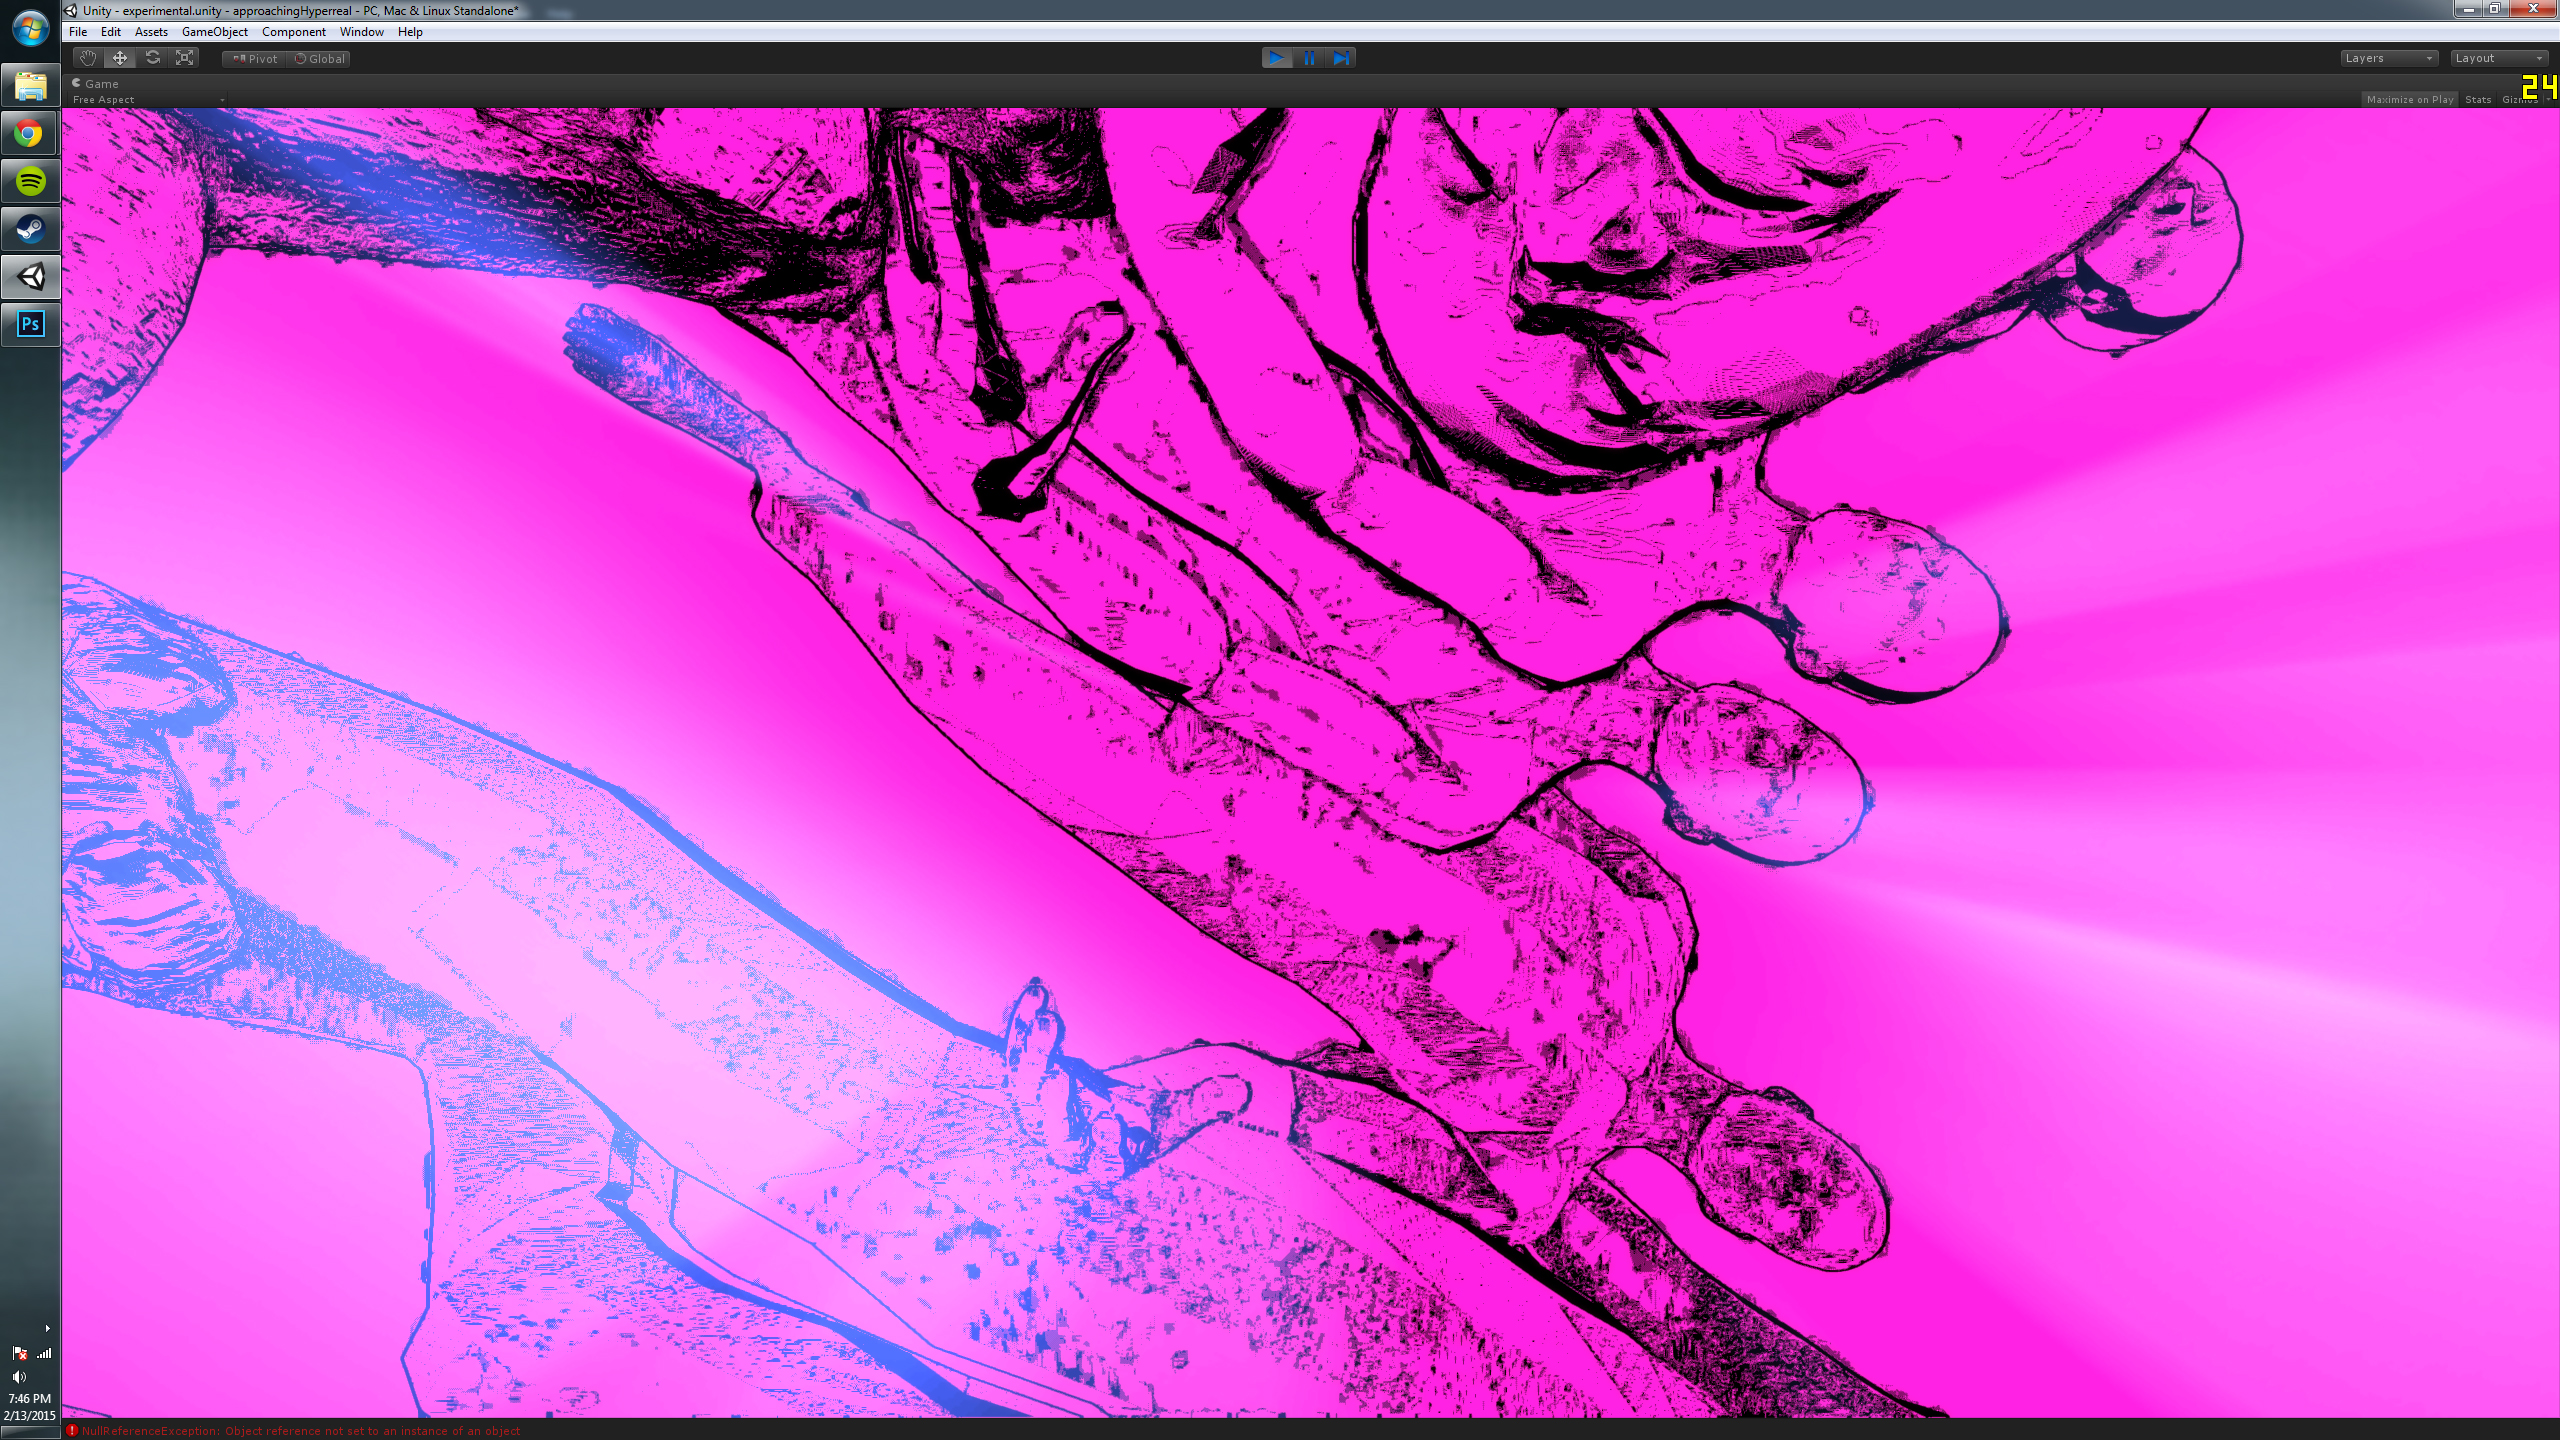 Unity - experimental.unity - approachingHyperreal - PC, Mac & Linux Standalone*
File Edit Assets GameObject Component Window Help
Pivot Global Layers Layout
Game
Free Aspect Maximize on Play Stats
24
Ps
7:46 PM
2/13/2015
NullReferenceException: Object reference not set to an instance of an object